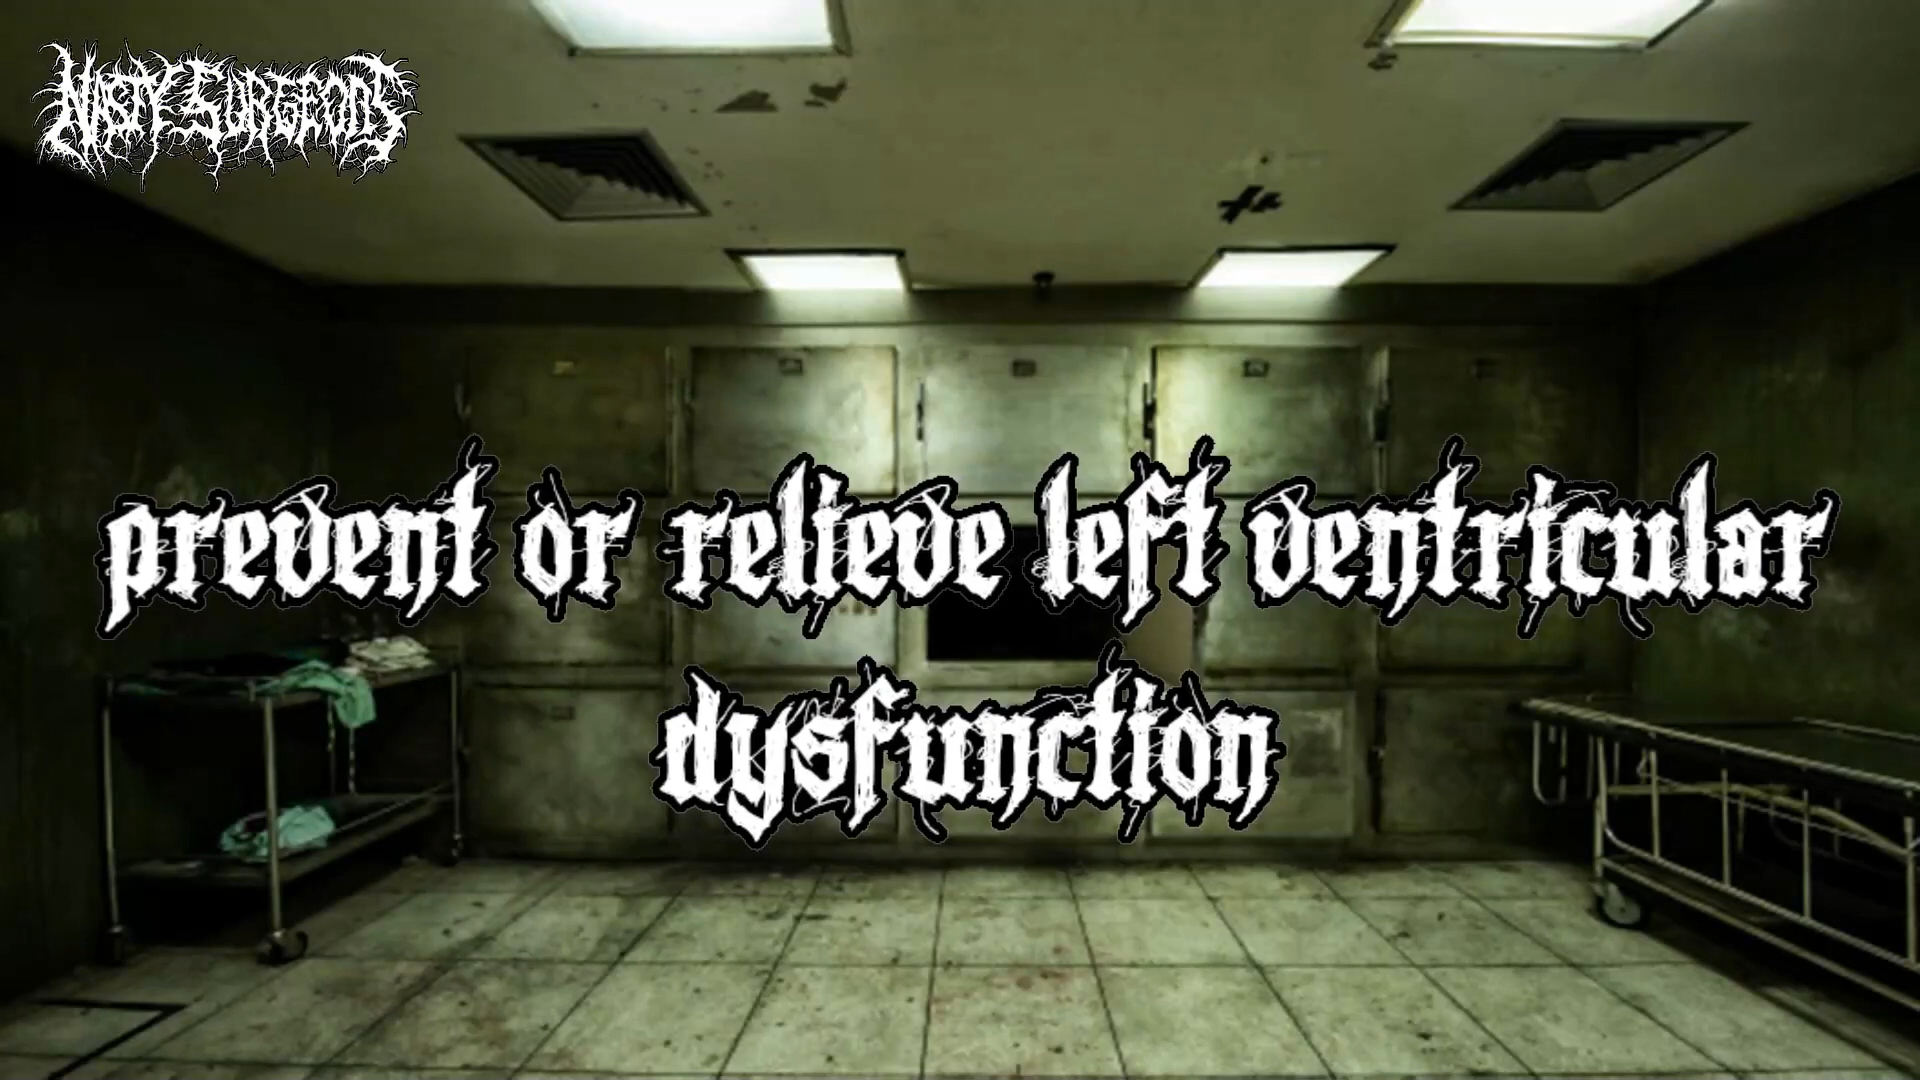 Nasty Surgeons
prevent or relieve left ventricular
dysfunction